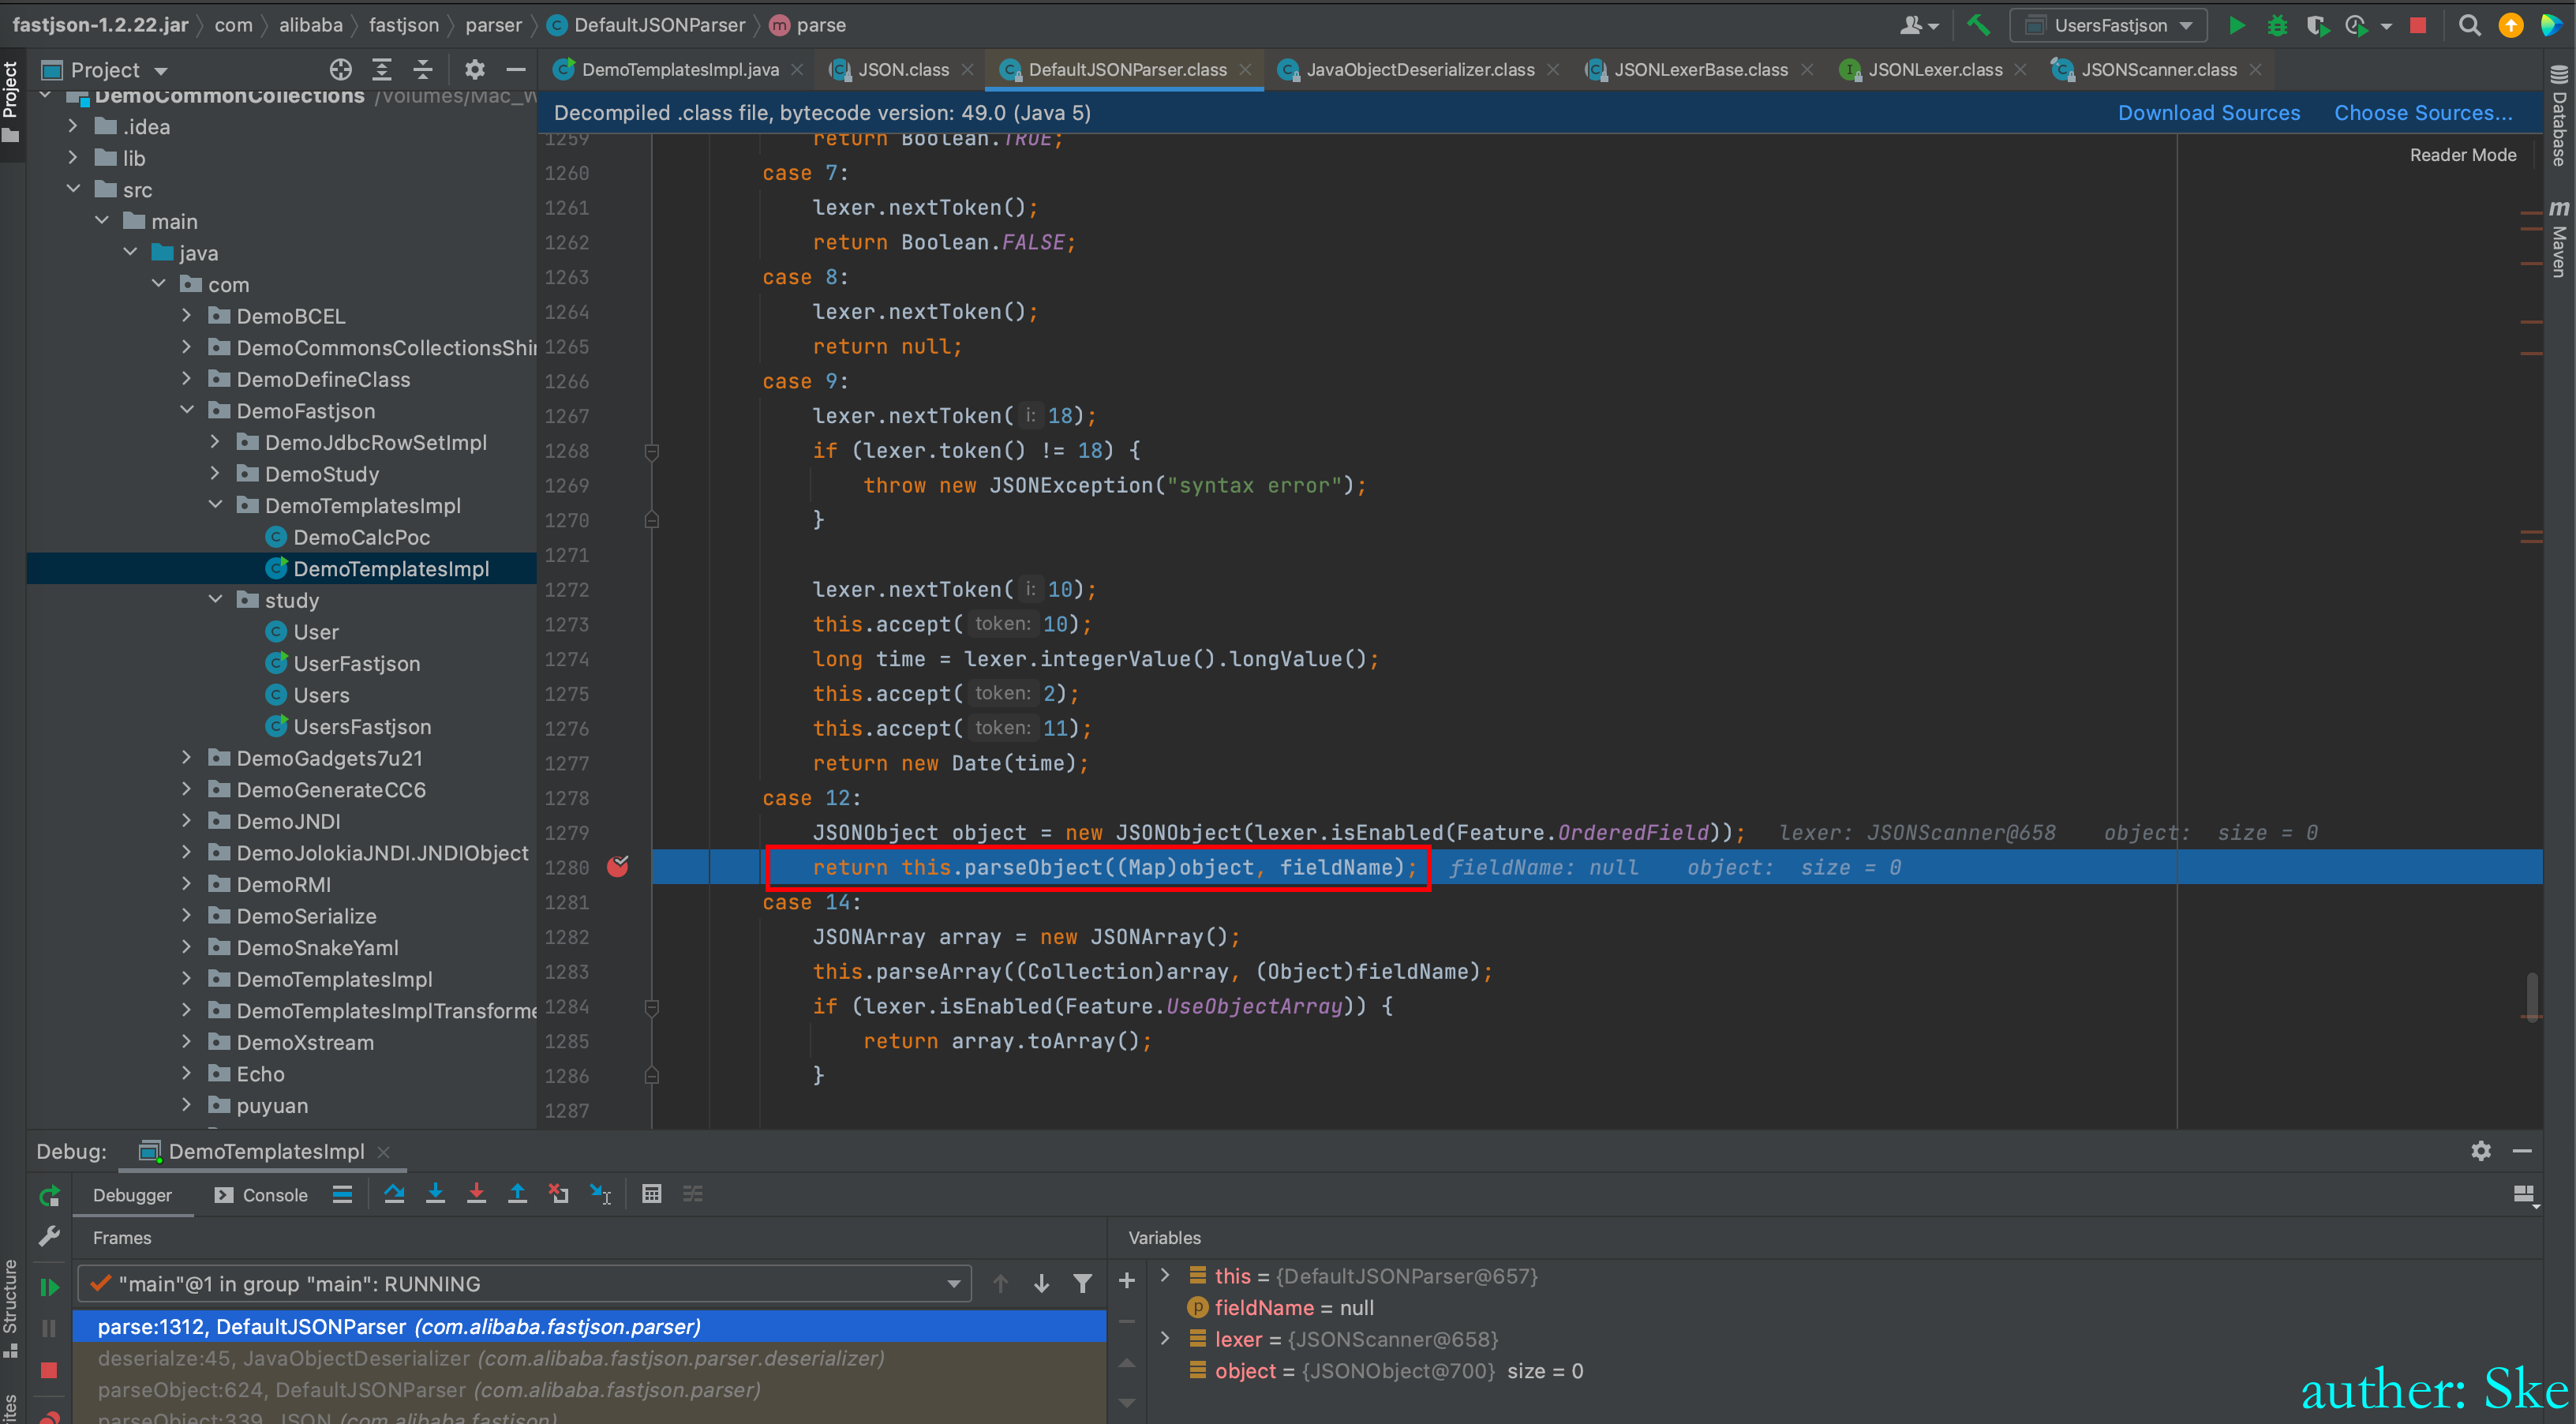 fastjson-1.2.22.jar com alibaba fastjson parser DefaultJSONParser parse UsersFastjson
Project
DemoTemplatesImpl.java JSON.class DefaultJSONParser.class JavaObjectDeserializer.class JSONLexerBase.class JSONLexer.class JSONScanner.class
Decompiled .class file, bytecode version: 49.0 (Java 5) Download Sources Choose Sources...
Reader Mode
Project
Structure
Database
Maven
DemoCommonCollections /Volumes/Mac_W
.idea
lib
src
main
java
com
DemoBCEL
DemoCommonsCollectionsShir
DemoDefineClass
DemoFastjson
DemoJdbcRowSetImpl
DemoStudy
DemoTemplatesImpl
DemoCalcPoc
DemoTemplatesImpl
study
User
UserFastjson
Users
UsersFastjson
DemoGadgets7u21
DemoGenerateCC6
DemoJNDI
DemoJolokiaJNDI.JNDIObject
DemoRMI
DemoSerialize
DemoSnakeYaml
DemoTemplatesImpl
DemoTemplatesImplTransforme
DemoXstream
Echo
puyuan
1259 return Boolean.TRUE;
1260 case 7:
1261 lexer.nextToken();
1262 return Boolean.FALSE;
1263 case 8:
1264 lexer.nextToken();
1265 return null;
1266 case 9:
1267 lexer.nextToken( i: 18);
1268 if (lexer.token() != 18) {
1269 throw new JSONException("syntax error");
1270 }
1271
1272 lexer.nextToken( i: 10);
1273 this.accept( token: 10);
1274 long time = lexer.integerValue().longValue();
1275 this.accept( token: 2);
1276 this.accept( token: 11);
1277 return new Date(time);
1278 case 12:
1279 JSONObject object = new JSONObject(lexer.isEnabled(Feature.OrderedField)); lexer: JSONScanner@658 object: size = 0
1280 return this.parseObject((Map)object, fieldName); fieldName: null object: size = 0
1281 case 14:
1282 JSONArray array = new JSONArray();
1283 this.parseArray((Collection)array, (Object)fieldName);
1284 if (lexer.isEnabled(Feature.UseObjectArray)) {
1285 return array.toArray();
1286 }
1287
Debug: DemoTemplatesImpl
Debugger Console
Frames
"main"@1 in group "main": RUNNING
parse:1312, DefaultJSONParser (com.alibaba.fastjson.parser)
deserialze:45, JavaObjectDeserializer (com.alibaba.fastjson.parser.deserializer)
parseObject:624, DefaultJSONParser (com.alibaba.fastjson.parser)
parseObject:339, JSON (com.alibaba.fastjson)
Variables
this = {DefaultJSONParser@657}
fieldName = null
lexer = {JSONScanner@658}
object = {JSONObject@700} size = 0
auther: Ske